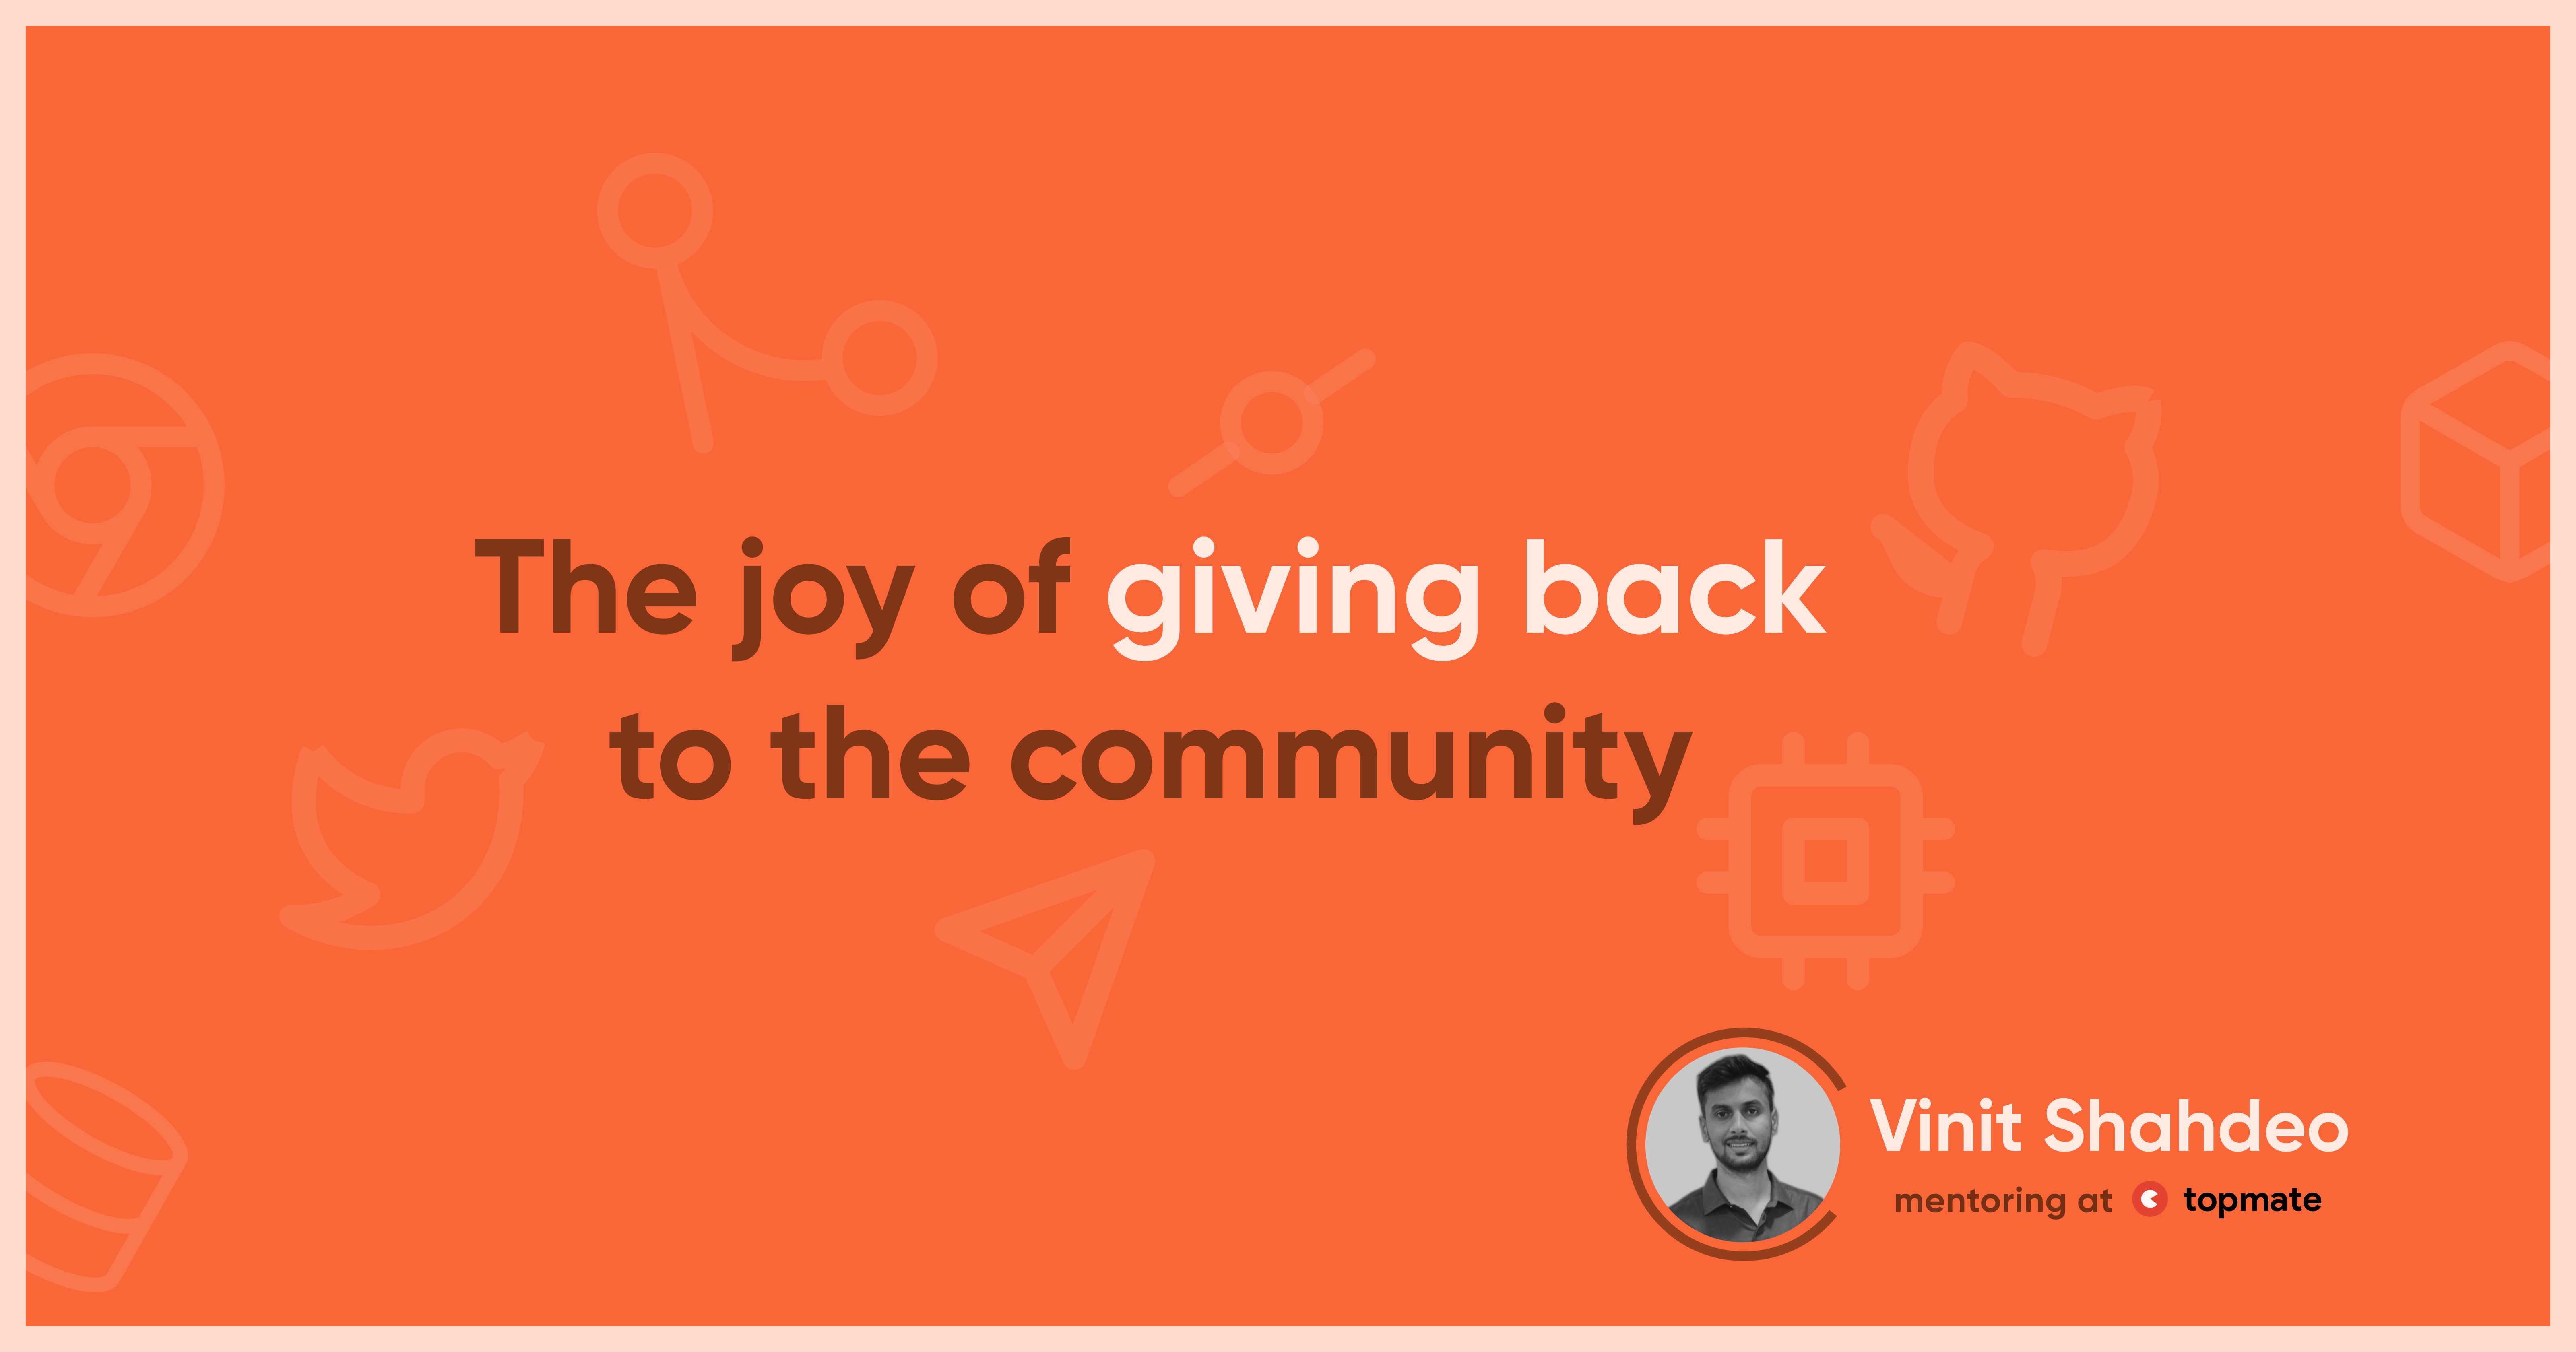 The joy of giving back
to the community
Vinit Shahdeo
mentoring at topmate